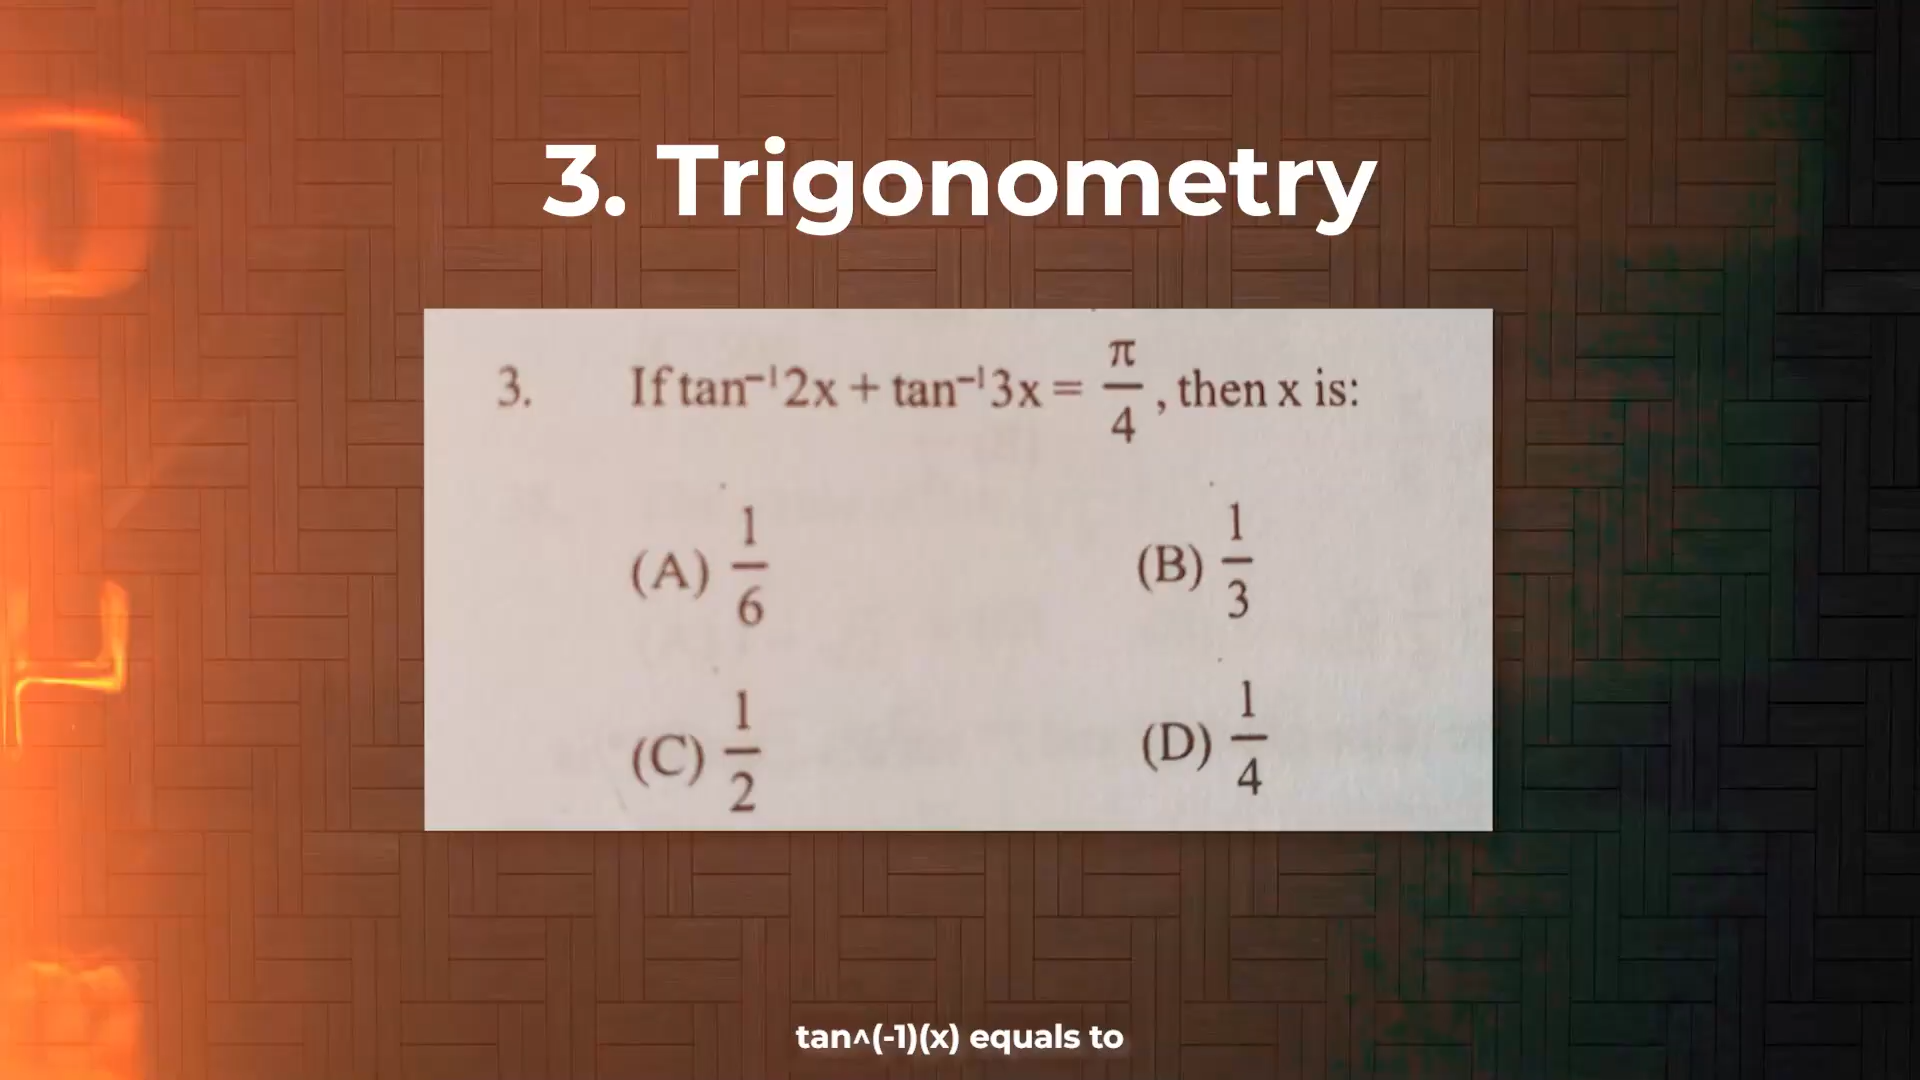 3. Trigonometry
3. If tan⁻¹2x + tan⁻¹3x = π/4, then x is:
(A) 1/6 (B) 1/3
(C) 1/2 (D) 1/4
tan^(-1)(x) equals to